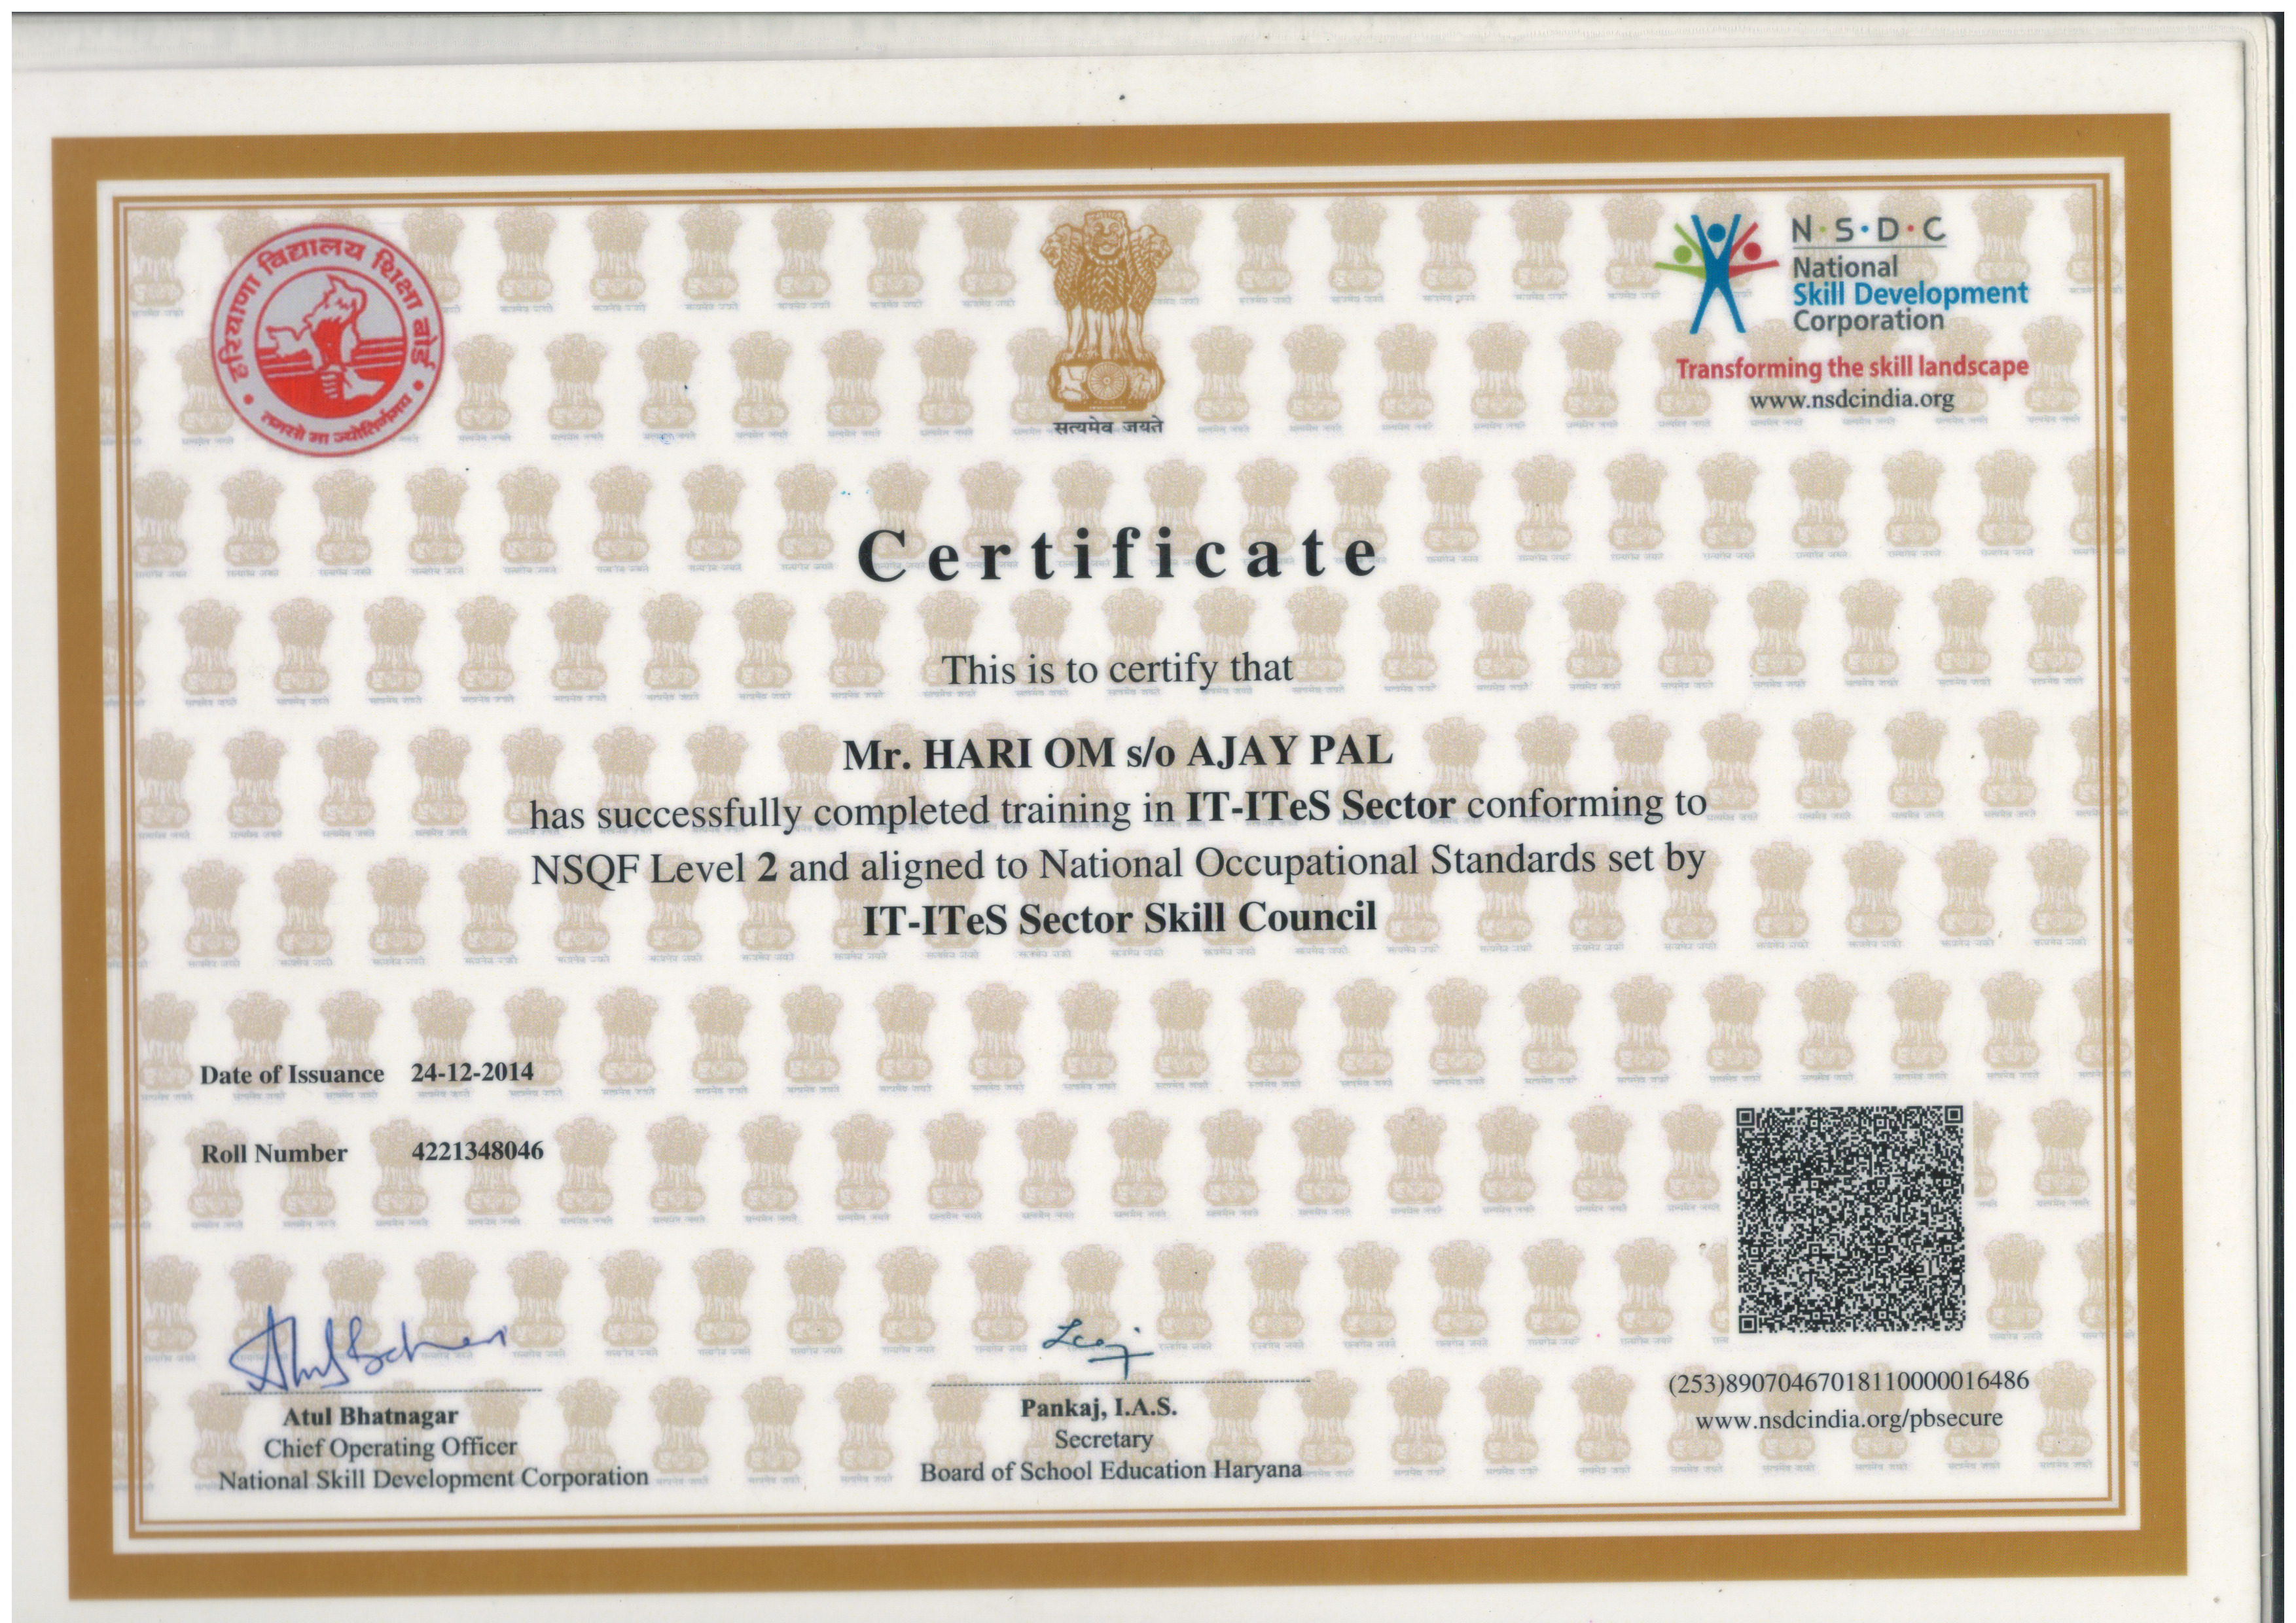 हरियाणा विद्यालय शिक्षा बोर्ड
तमसो मा ज्योतिर्गमय
सत्यमेव जयते
N·S·D·C
National
Skill Development
Corporation
Transforming the skill landscape
www.nsdcindia.org
Certificate
This is to certify that
Mr. HARI OM s/o AJAY PAL
has successfully completed training in IT-ITeS Sector conforming to
NSQF Level 2 and aligned to National Occupational Standards set by
IT-ITeS Sector Skill Council
Date of Issuance 24-12-2014
Roll Number 4221348046
Atul Bhatnagar
Chief Operating Officer
National Skill Development Corporation
Pankaj, I.A.S.
Secretary
Board of School Education Haryana
(253)89070467018110000016486
www.nsdcindia.org/pbsecure